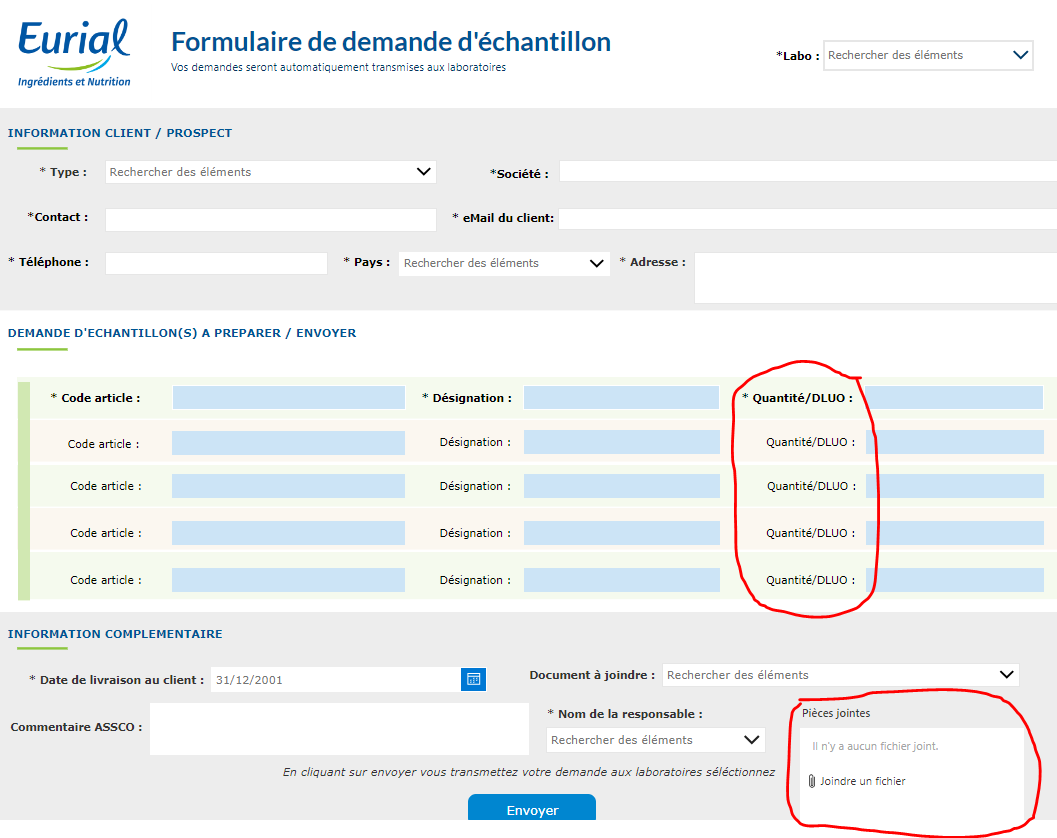 Eurial
Ingrédients et Nutrition
Formulaire de demande d'échantillon
Vos demandes seront automatiquement transmises aux laboratoires
*Labo : Rechercher des éléments
INFORMATION CLIENT / PROSPECT
* Type : Rechercher des éléments *Société :
*Contact : * eMail du client:
* Téléphone : * Pays : Rechercher des éléments * Adresse :
DEMANDE D'ECHANTILLON(S) A PREPARER / ENVOYER
* Code article : * Désignation : * Quantité/DLUO :
Code article : Désignation : Quantité/DLUO :
Code article : Désignation : Quantité/DLUO :
Code article : Désignation : Quantité/DLUO :
Code article : Désignation : Quantité/DLUO :
INFORMATION COMPLEMENTAIRE
* Date de livraison au client : 31/12/2001 Document à joindre : Rechercher des éléments
Commentaire ASSCO : * Nom de la responsable :
Rechercher des éléments
Pièces jointes
Il n'y a aucun fichier joint.
Joindre un fichier
En cliquant sur envoyer vous transmettez votre demande aux laboratoires séléctionnez
Envoyer